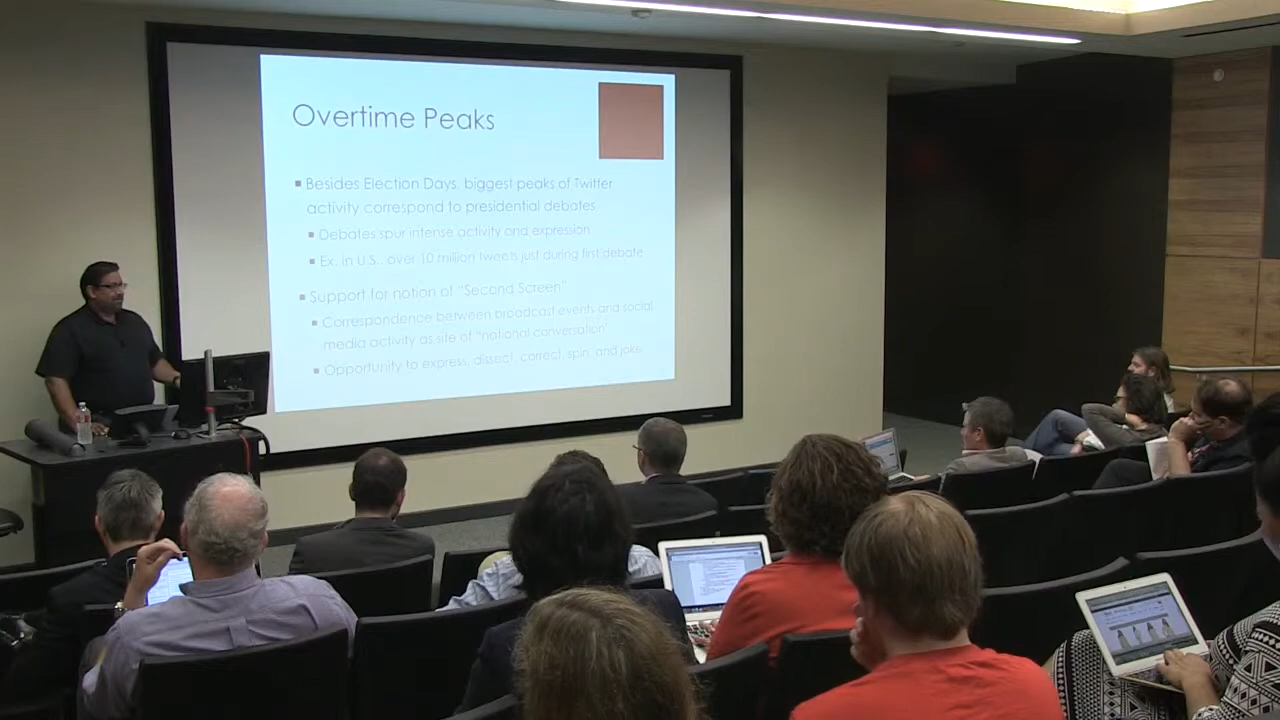 Overtime Peaks
▪ Besides Election Days, biggest peaks of Twitter
activity correspond to presidential debates
▪ Debates spur intense activity and expression
▪ Ex. in U.S., over 10 million tweets just during first debate
▪ Support for notion of "Second Screen"
▪ Correspondence between broadcast events and social
media activity as site of "national conversation"
▪ Opportunity to express, dissect, correct, spin, and joke